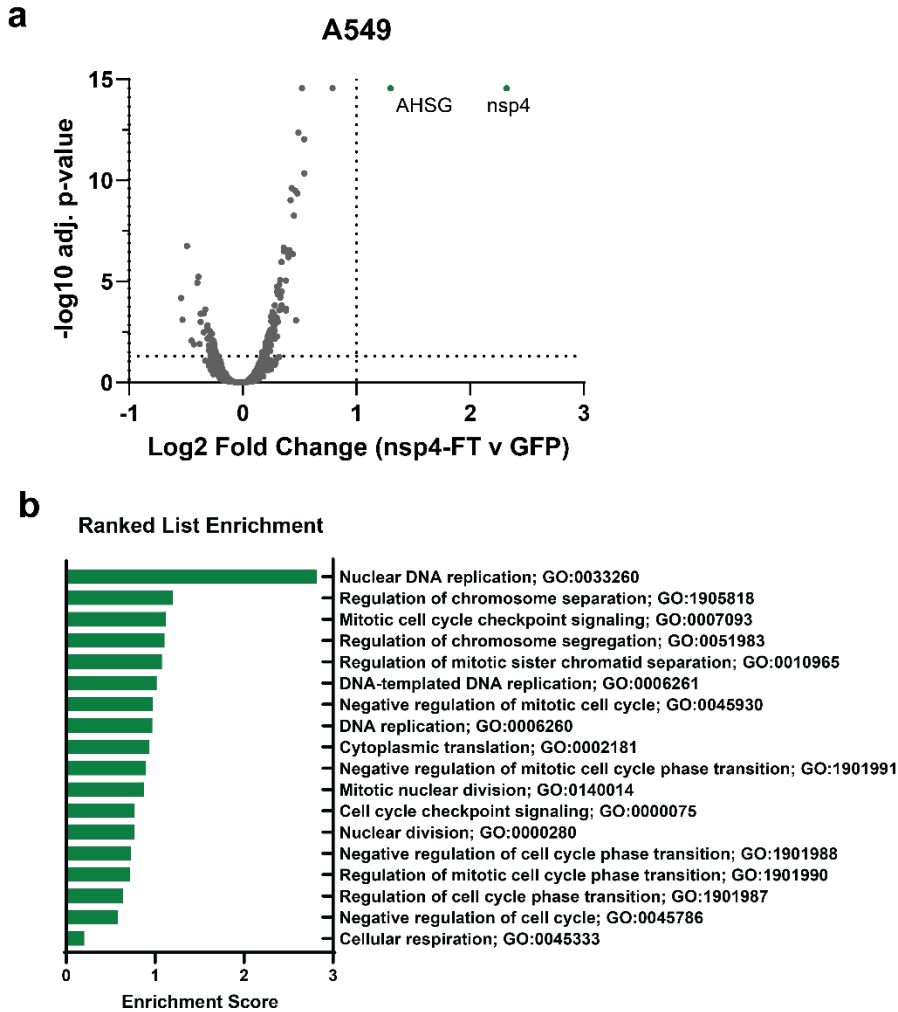 a
A549
15
10
5
0
-log10 adj. p-value
AHSG
nsp4
-1
0
1
2
3
Log2 Fold Change (nsp4-FT v GFP)
b
Ranked List Enrichment
Nuclear DNA replication; GO:0033260
Regulation of chromosome separation; GO:1905818
Mitotic cell cycle checkpoint signaling; GO:0007093
Regulation of chromosome segregation; GO:0051983
Regulation of mitotic sister chromatid separation; GO:0010965
DNA-templated DNA replication; GO:0006261
Negative regulation of mitotic cell cycle; GO:0045930
DNA replication; GO:0006260
Cytoplasmic translation; GO:0002181
Negative regulation of mitotic cell cycle phase transition; GO:1901991
Mitotic nuclear division; GO:0140014
Cell cycle checkpoint signaling; GO:0000075
Nuclear division; GO:0000280
Negative regulation of cell cycle phase transition; GO:1901988
Regulation of mitotic cell cycle phase transition; GO:1901990
Regulation of cell cycle phase transition; GO:1901987
Negative regulation of cell cycle; GO:0045786
Cellular respiration; GO:0045333
0
1
2
3
Enrichment Score